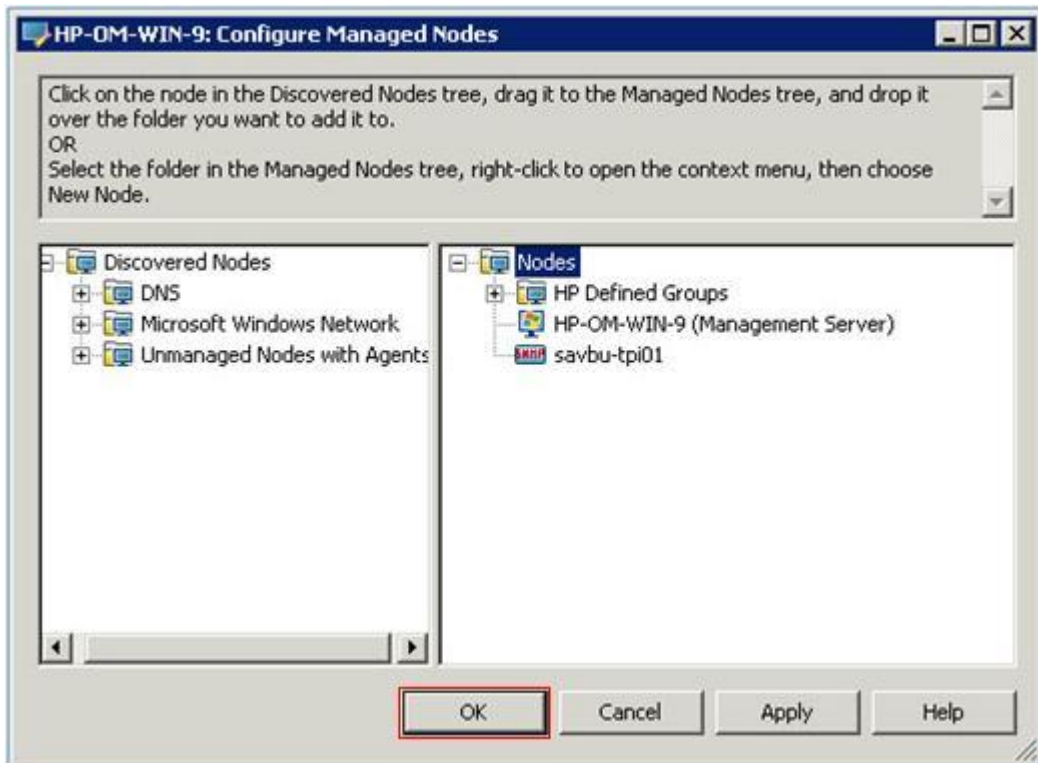 HP-OM-WIN-9: Configure Managed Nodes
Click on the node in the Discovered Nodes tree, drag it to the Managed Nodes tree, and drop it
over the folder you want to add it to.
OR
Select the folder in the Managed Nodes tree, right-click to open the context menu, then choose
New Node.
Discovered Nodes
DNS
Microsoft Windows Network
Unmanaged Nodes with Agents
Nodes
HP Defined Groups
HP-OM-WIN-9 (Management Server)
SNMP savbu-tpi01
OK Cancel Apply Help